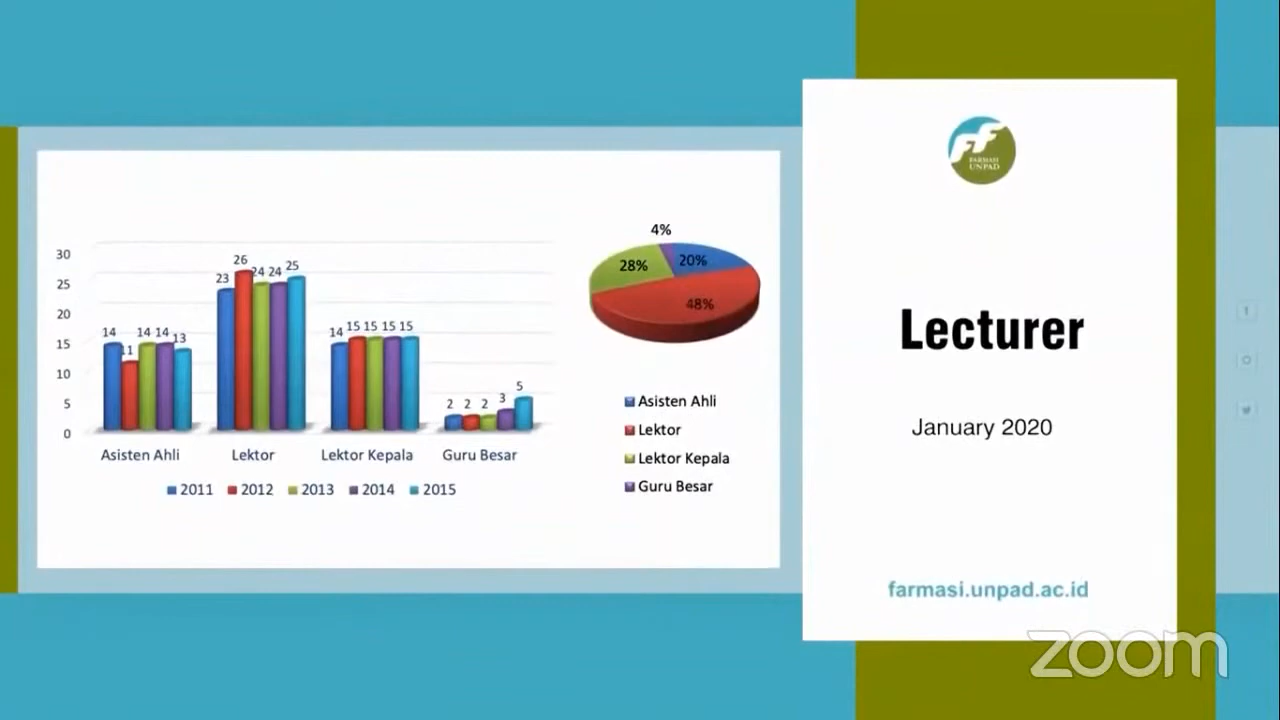 30
25
20
15
10
5
0
14 11 14 14 13
23 26 24 24 25
14 15 15 15 15
2 2 2 3 5
Asisten Ahli Lektor Lektor Kepala Guru Besar
2011 2012 2013 2014 2015
4%
28% 20%
48%
Asisten Ahli
Lektor
Lektor Kepala
Guru Besar
FF
FARMASI
UNPAD
Lecturer
January 2020
farmasi.unpad.ac.id
zoom